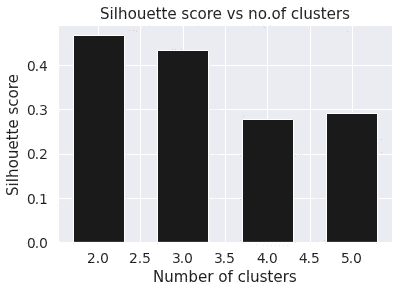 Silhouette score vs no.of clusters
Silhouette score
0.4
0.3
0.2
0.1
0.0
2.0 2.5 3.0 3.5 4.0 4.5 5.0
Number of clusters